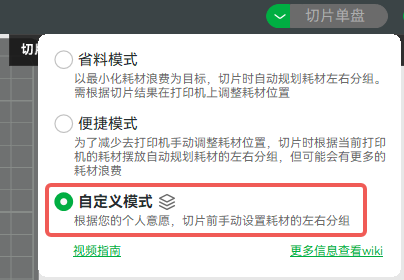 切片单盘
切片
省料模式
以最小化耗材浪费为目标，切片时自动规划耗材左右分组。
需根据切片结果在打印机上调整耗材位置
便捷模式
为了减少去打印机手动调整耗材位置，切片时根据当前打印
机的耗材摆放自动规划耗材的左右分组，但可能会有更多的
耗材浪费
自定义模式
根据您的个人意愿，切片前手动设置耗材的左右分组
视频指南 更多信息查看wiki